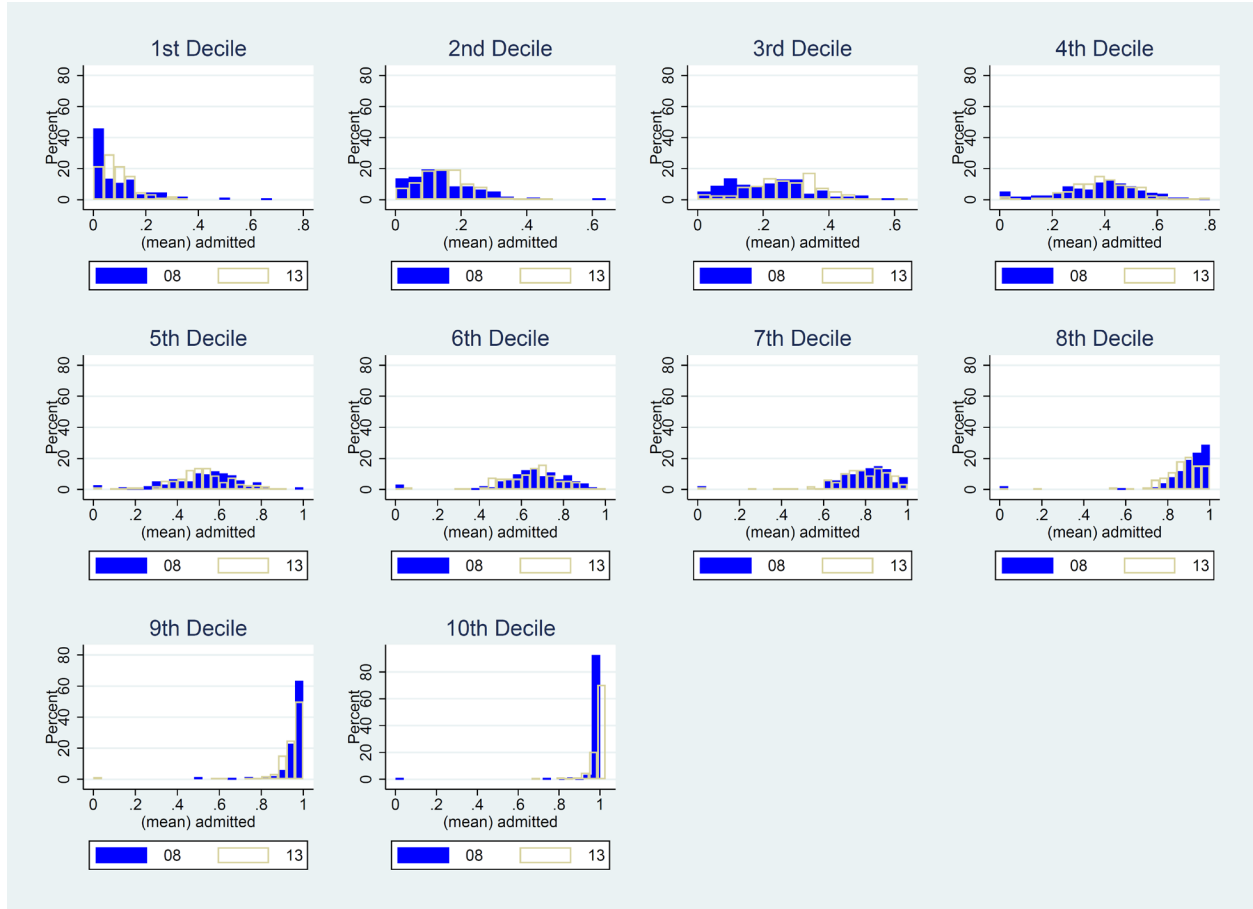 1st Decile
Percent
0 20 40 60 80
0 .2 .4 .6 .8
(mean) admitted
08 13
2nd Decile
Percent
0 20 40 60 80
0 .2 .4 .6
(mean) admitted
08 13
3rd Decile
Percent
0 20 40 60 80
0 .2 .4 .6
(mean) admitted
08 13
4th Decile
Percent
0 20 40 60 80
0 .2 .4 .6 .8
(mean) admitted
08 13
5th Decile
Percent
0 20 40 60 80
0 .2 .4 .6 .8 1
(mean) admitted
08 13
6th Decile
Percent
0 20 40 60 80
0 .2 .4 .6 .8 1
(mean) admitted
08 13
7th Decile
Percent
0 20 40 60 80
0 .2 .4 .6 .8 1
(mean) admitted
08 13
8th Decile
Percent
0 20 40 60 80
0 .2 .4 .6 .8 1
(mean) admitted
08 13
9th Decile
Percent
0 20 40 60 80
0 .2 .4 .6 .8 1
(mean) admitted
08 13
10th Decile
Percent
0 20 40 60 80
0 .2 .4 .6 .8 1
(mean) admitted
08 13